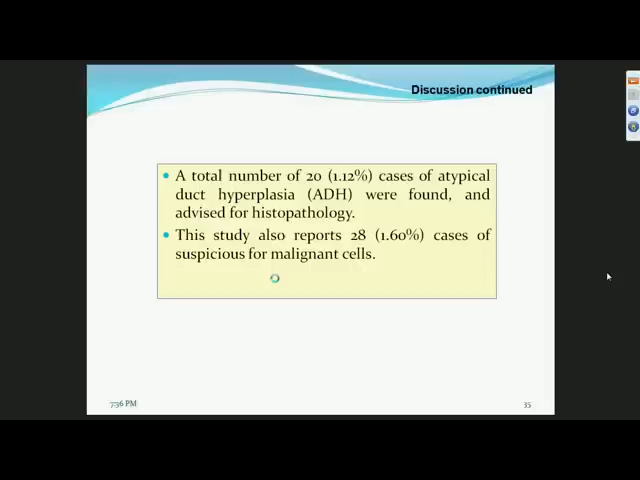 Discussion continued
A total number of 20 (1.12%) cases of atypical
duct hyperplasia (ADH) were found, and
advised for histopathology.
This study also reports 28 (1.60%) cases of
suspicious for malignant cells.
7:36 PM
35